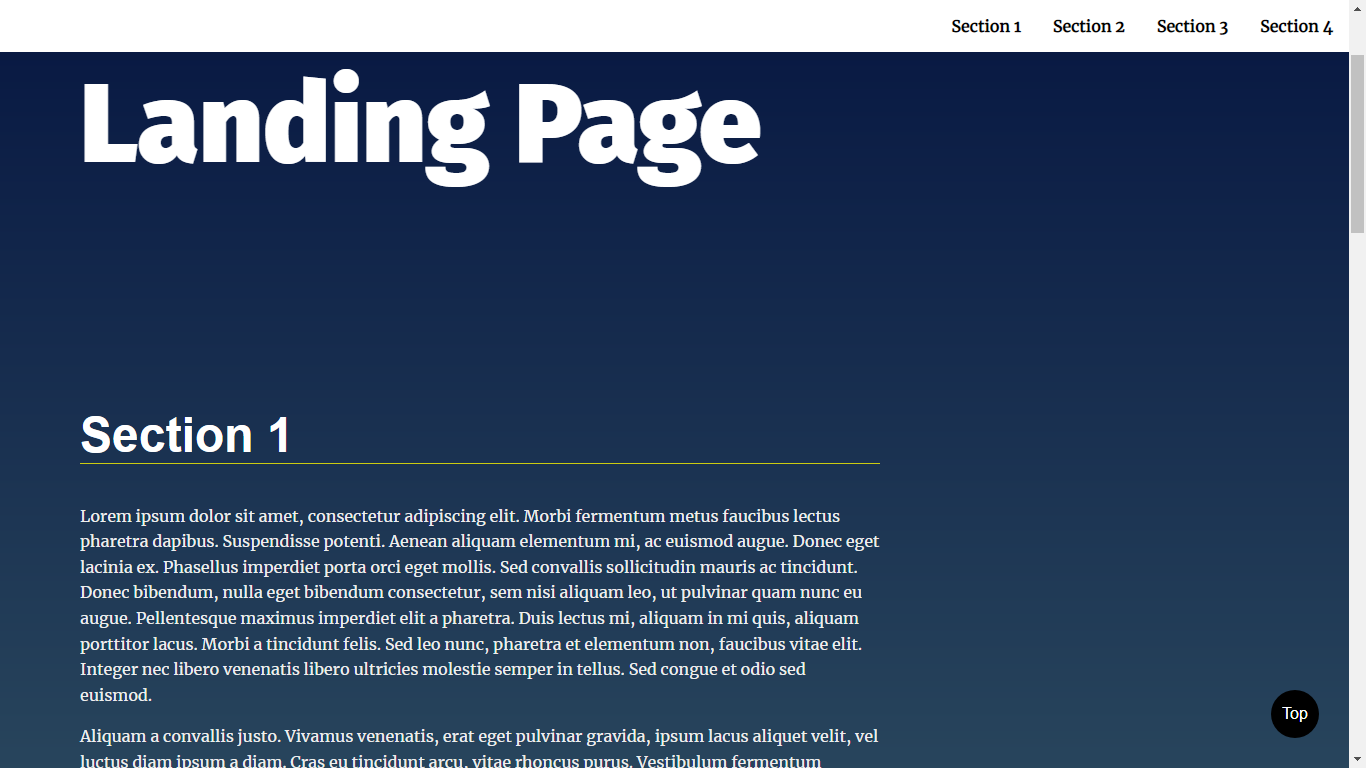 Section 1 Section 2 Section 3 Section 4
Landing Page
Section 1
Lorem ipsum dolor sit amet, consectetur adipiscing elit. Morbi fermentum metus faucibus lectus
pharetra dapibus. Suspendisse potenti. Aenean aliquam elementum mi, ac euismod augue. Donec eget
lacinia ex. Phasellus imperdiet porta orci eget mollis. Sed convallis sollicitudin mauris ac tincidunt.
Donec bibendum, nulla eget bibendum consectetur, sem nisi aliquam leo, ut pulvinar quam nunc eu
augue. Pellentesque maximus imperdiet elit a pharetra. Duis lectus mi, aliquam in mi quis, aliquam
porttitor lacus. Morbi a tincidunt felis. Sed leo nunc, pharetra et elementum non, faucibus vitae elit.
Integer nec libero venenatis libero ultricies molestie semper in tellus. Sed congue et odio sed
euismod.
Aliquam a convallis justo. Vivamus venenatis, erat eget pulvinar gravida, ipsum lacus aliquet velit, vel
luctus diam ipsum a diam. Cras eu tincidunt arcu, vitae rhoncus purus. Vestibulum fermentum
Top